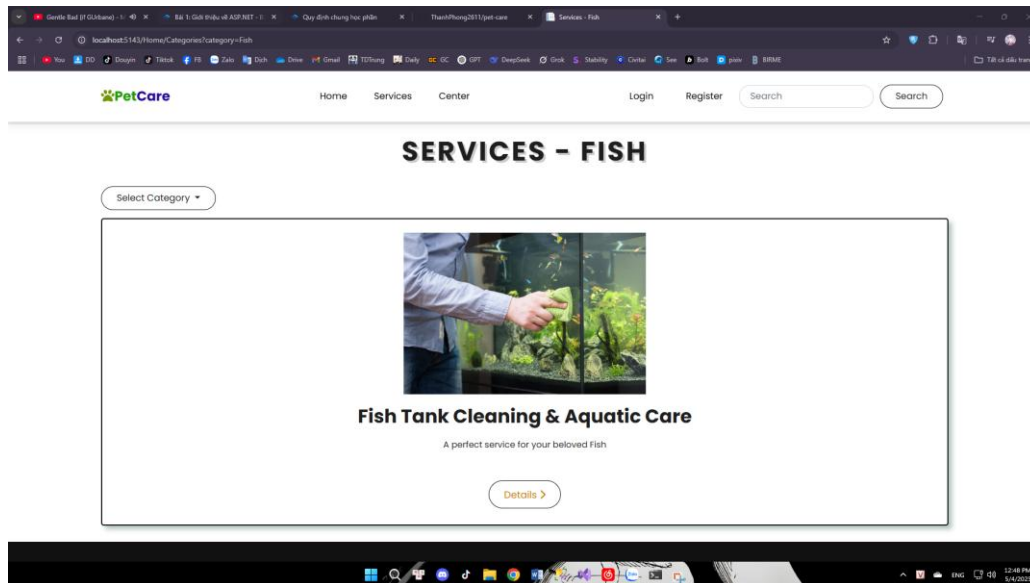 Gentle Bad (if GUrbane) - Bài 1: Giới thiệu về ASP.NET - Quy định chung học phần ThanhPhong2811/pet-care Services - Fish
localhost:5143/Home/Categories?category=Fish
You DD Douyin Tiktok FB Zalo Dịch Drive Gmail TDTrung Daily GC GPT DeepSeek Grok Stability Civitai Sea Bolt pixiv BIRME Tất cả dấu tran
PetCare Home Services Center Login Register Search Search
SERVICES - FISH
Select Category
Fish Tank Cleaning & Aquatic Care
A perfect service for your beloved Fish
Details >
ENG 12:48 PM
5/4/202